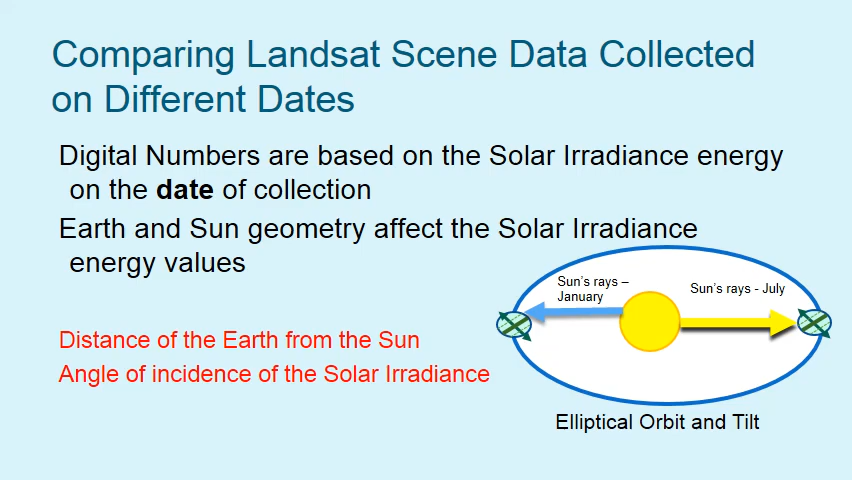 Comparing Landsat Scene Data Collected
on Different Dates
Digital Numbers are based on the Solar Irradiance energy
on the date of collection
Earth and Sun geometry affect the Solar Irradiance
energy values
Sun's rays –
January
Sun's rays - July
Distance of the Earth from the Sun
Angle of incidence of the Solar Irradiance
Elliptical Orbit and Tilt